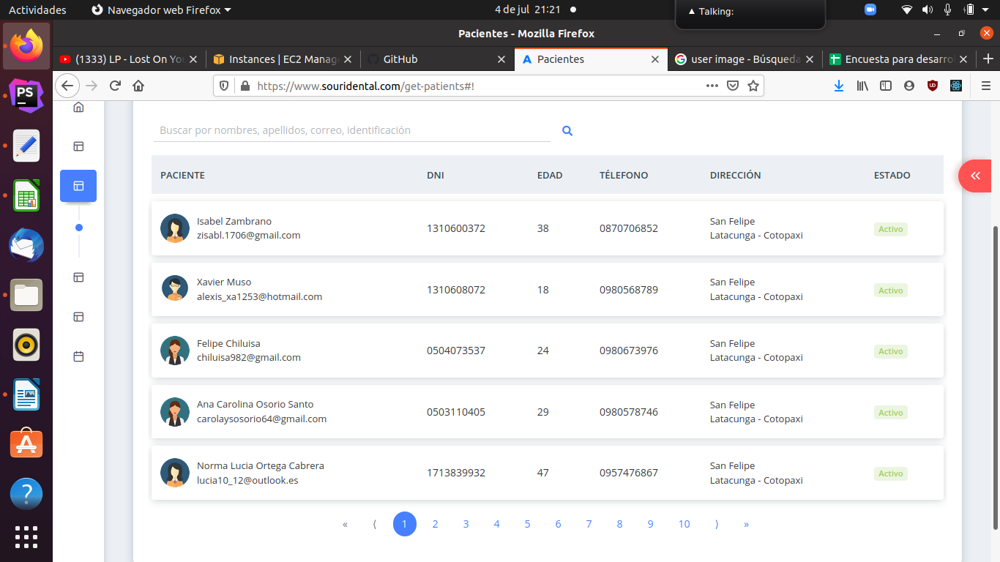 Actividades
Navegador web Firefox
4 de jul 21:21
Talking:
Pacientes - Mozilla Firefox
(1333) LP - Lost On You
Instances | EC2 Manage
GitHub
Pacientes
user image - Búsqueda
Encuesta para desarrol
https://www.souridental.com/get-patients#!
Buscar por nombres, apellidos, correo, identificación
PACIENTE DNI EDAD TÉLEFONO DIRECCIÓN ESTADO
Isabel Zambrano
zisabl.1706@gmail.com
1310600372 38 0870706852
San Felipe
Latacunga - Cotopaxi
Activo
Xavier Muso
alexis_xa1253@hotmail.com
1310608072 18 0980568789
San Felipe
Latacunga - Cotopaxi
Activo
Felipe Chiluisa
chiluisa982@gmail.com
0504073537 24 0980673976
San Felipe
Latacunga - Cotopaxi
Activo
Ana Carolina Osorio Santo
carolaysosorio64@gmail.com
0503110405 29 0980578746
San Felipe
Latacunga - Cotopaxi
Activo
Norma Lucia Ortega Cabrera
lucia10_12@outlook.es
1713839932 47 0957476867
San Felipe
Latacunga - Cotopaxi
Activo
« ⟨ 1 2 3 4 5 6 7 8 9 10 ⟩ »
PS